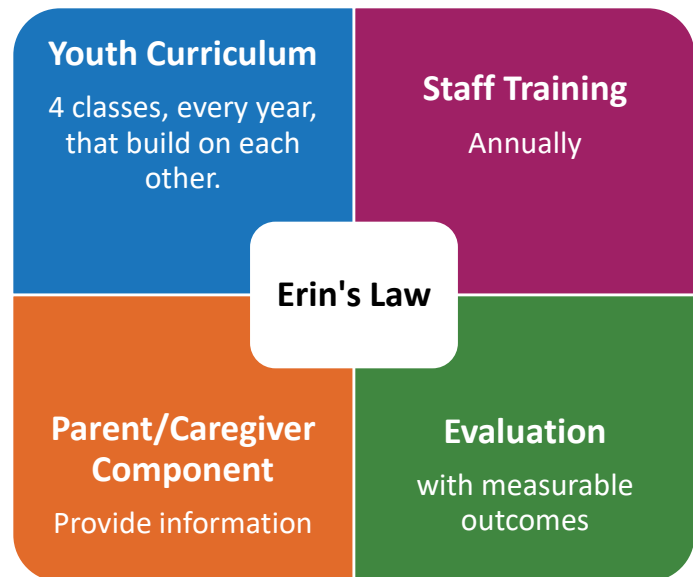 Youth Curriculum
4 classes, every year,
that build on each
other.
Staff Training
Annually
Erin's Law
Parent/Caregiver
Component
Provide information
Evaluation
with measurable
outcomes